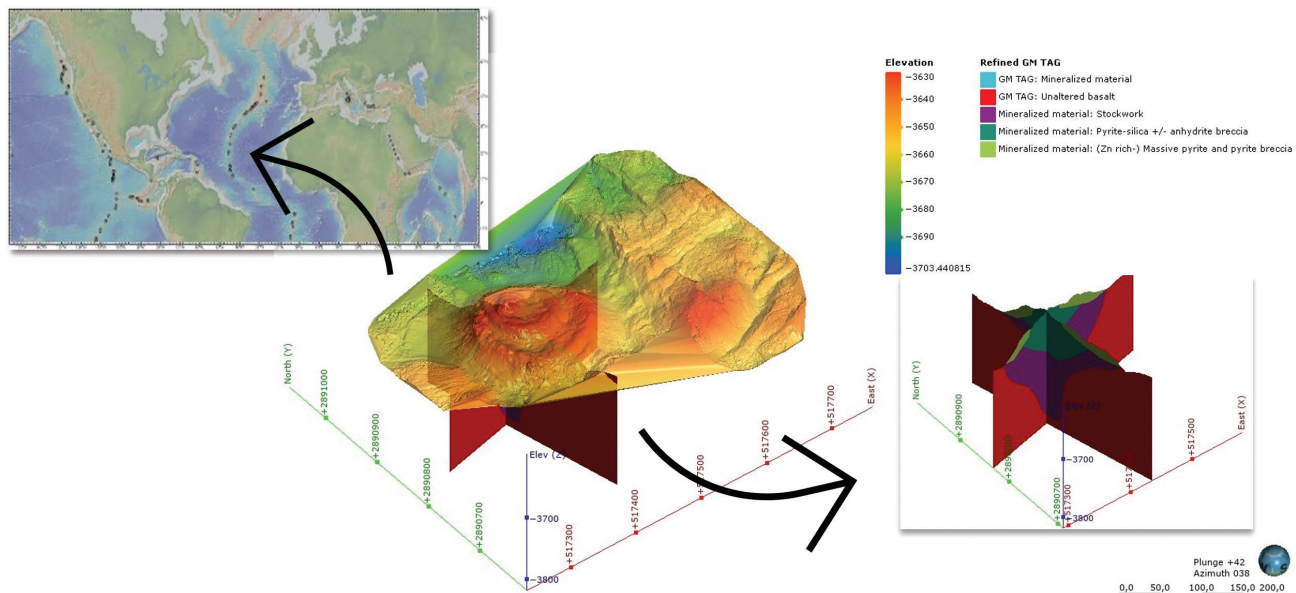 Elevation
−3630
−3640
−3650
−3660
−3670
−3680
−3690
−3703.440815
Refined GM TAG
GM TAG: Mineralized material
GM TAG: Unaltered basalt
Mineralized material: Stockwork
Mineralized material: Pyrite-silica +/- anhydrite breccia
Mineralized material: (Zn rich-) Massive pyrite and pyrite breccia
North (Y)
+2891000
+2890900
+2890800
+2890700
Elev (Z)
−3700
−3800
+517300
+517400
+517500
+517600
+517700
East (X)
North (Y)
+2890900
+2890700
−3700
−3800
+517300
+517500
East (X)
Plunge +42
Azimuth 038
0,0 50,0 100,0 150,0 200,0